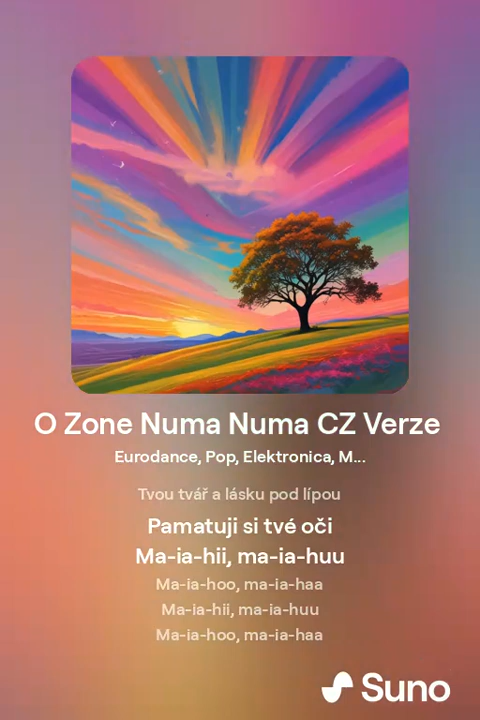 O Zone Numa Numa CZ Verze
Eurodance, Pop, Elektronica, M...
Tvou tvář a lásku pod lípou
Pamatuji si tvé oči
Ma-ia-hii, ma-ia-huu
Ma-ia-hoo, ma-ia-haa
Ma-ia-hii, ma-ia-huu
Ma-ia-hoo, ma-ia-haa
Suno